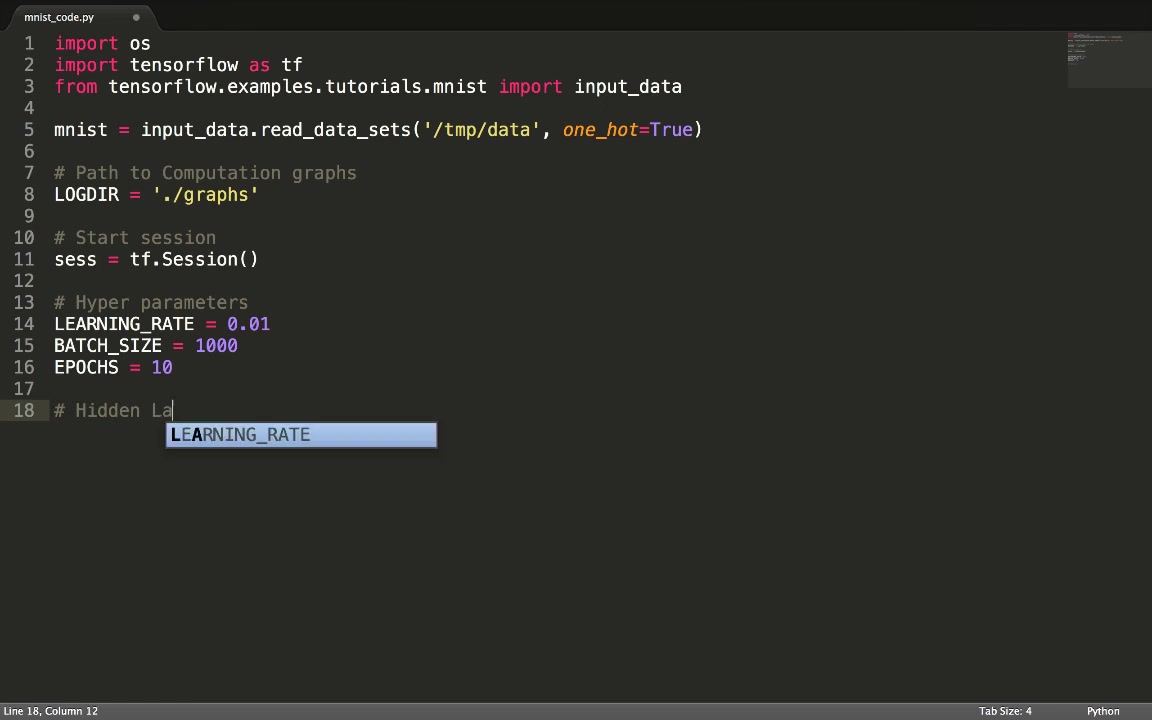 mnist_code.py
1 import os
2 import tensorflow as tf
3 from tensorflow.examples.tutorials.mnist import input_data
4
5 mnist = input_data.read_data_sets('/tmp/data', one_hot=True)
6
7 # Path to Computation graphs
8 LOGDIR = './graphs'
9
10 # Start session
11 sess = tf.Session()
12
13 # Hyper parameters
14 LEARNING_RATE = 0.01
15 BATCH_SIZE = 1000
16 EPOCHS = 10
17
18 # Hidden La
LEARNING_RATE
Line 18, Column 12
Tab Size: 4
Python